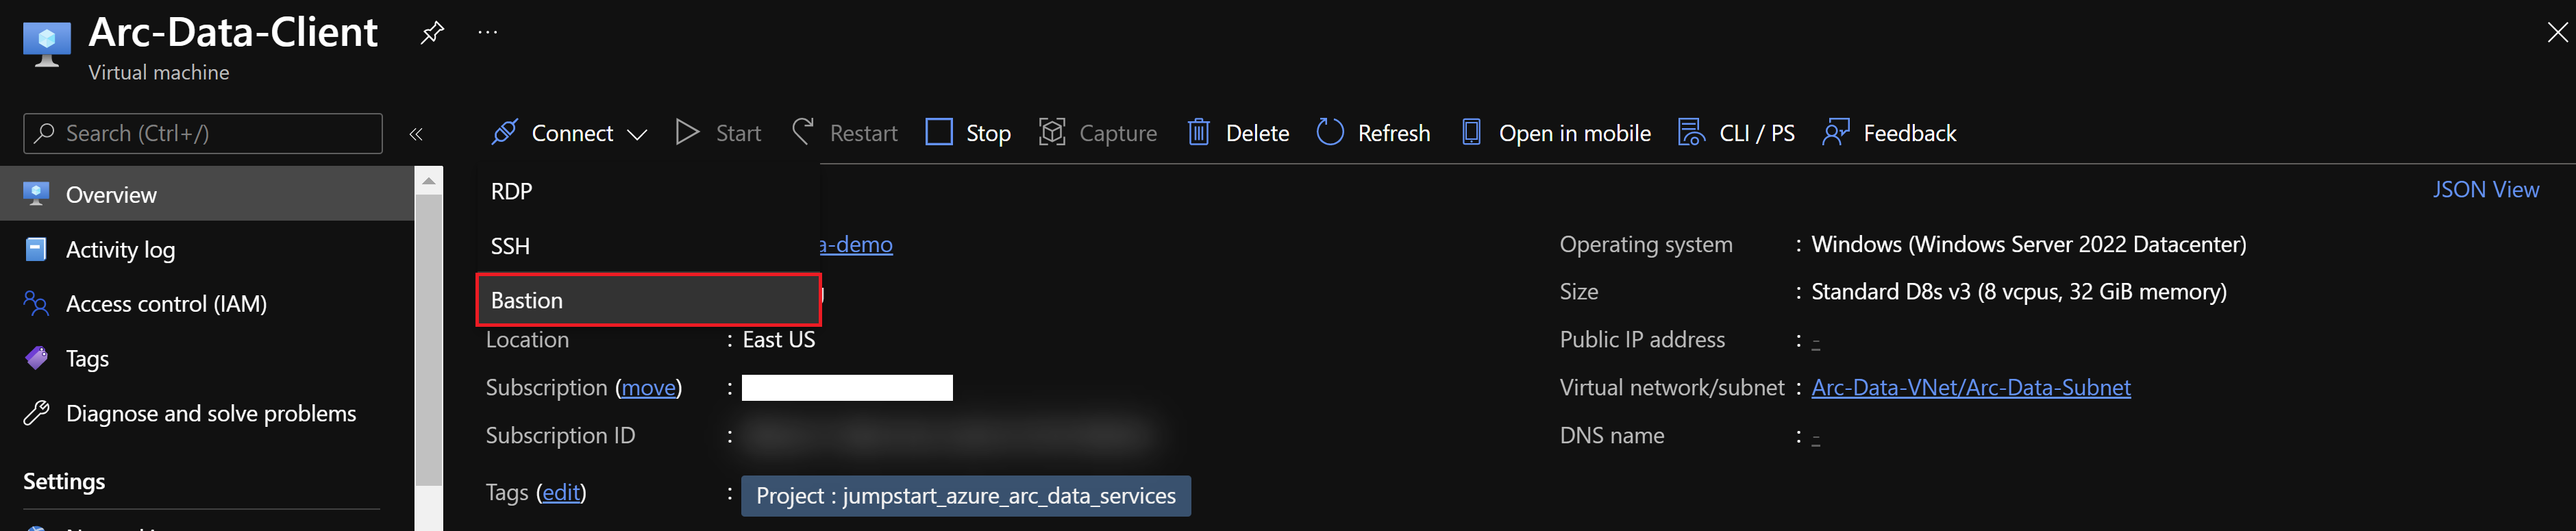 Arc-Data-Client
Virtual machine
Search (Ctrl+/)
Connect Start Restart Stop Capture Delete Refresh Open in mobile CLI / PS Feedback
Overview
Activity log
Access control (IAM)
Tags
Diagnose and solve problems
Settings
RDP
SSH
Bastion
JSON View
a-demo
Location : East US
Subscription (move) :
Subscription ID :
Tags (edit) : Project : jumpstart_azure_arc_data_services
Operating system : Windows (Windows Server 2022 Datacenter)
Size : Standard D8s v3 (8 vcpus, 32 GiB memory)
Public IP address : -
Virtual network/subnet : Arc-Data-VNet/Arc-Data-Subnet
DNS name : -